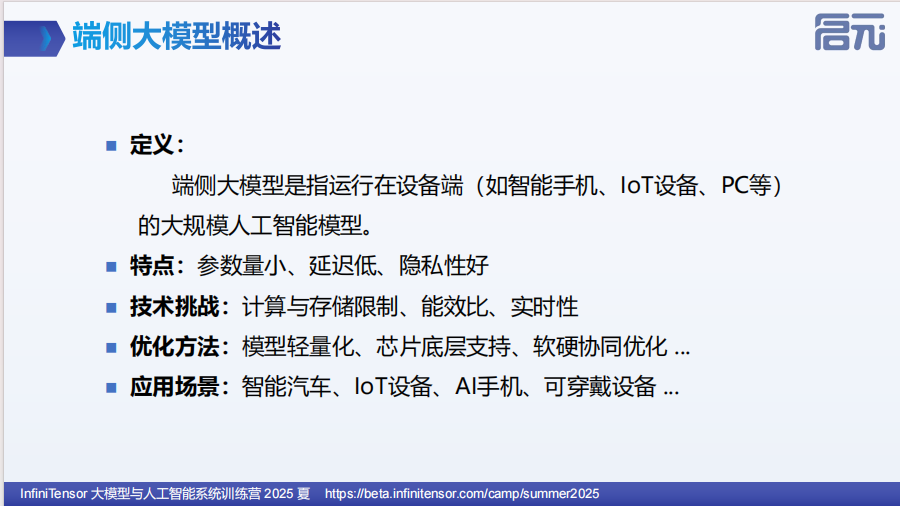 端侧大模型概述
启元
定义：
端侧大模型是指运行在设备端（如智能手机、IoT设备、PC等）
的大规模人工智能模型。
特点：参数量小、延迟低、隐私性好
技术挑战：计算与存储限制、能效比、实时性
优化方法：模型轻量化、芯片底层支持、软硬协同优化 ...
应用场景：智能汽车、IoT设备、AI手机、可穿戴设备 ...
InfiniTensor 大模型与人工智能系统训练营 2025 夏 https://beta.infinitensor.com/camp/summer2025